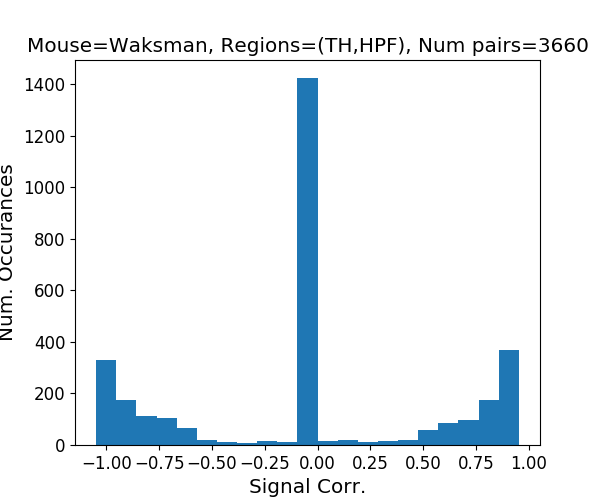 Mouse=Waksman, Regions=(TH,HPF), Num pairs=3660
1400
1200
1000
800
600
400
200
0
Num. Occurances
−1.00 −0.75 −0.50 −0.25 0.00 0.25 0.50 0.75 1.00
Signal Corr.